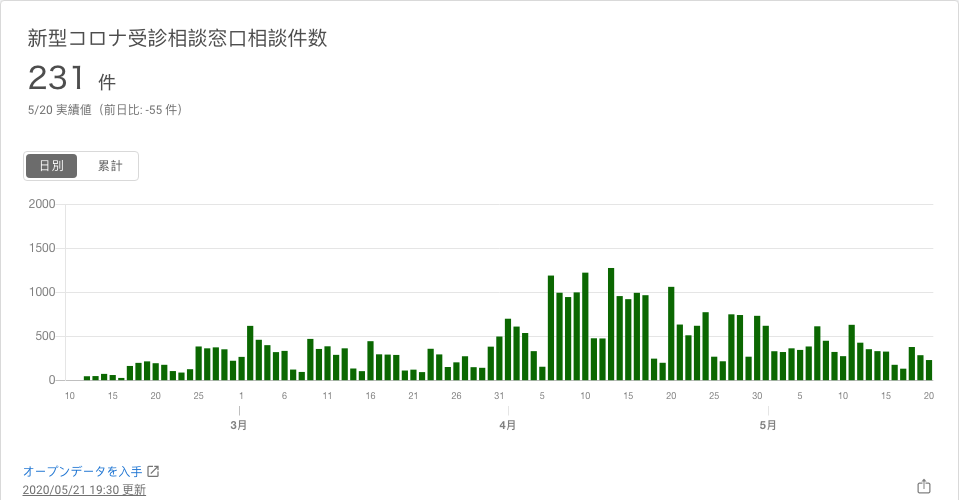 新型コロナ受診相談窓口相談件数
231 件
5/20 実績値（前日比: -55 件）
日別 累計
2000
1500
1000
500
0
10 15 20 25 1 6 11 16 21 26 31 5 10 15 20 25 30 5 10 15 20
3月 4月 5月
オープンデータを入手
2020/05/21 19:30 更新